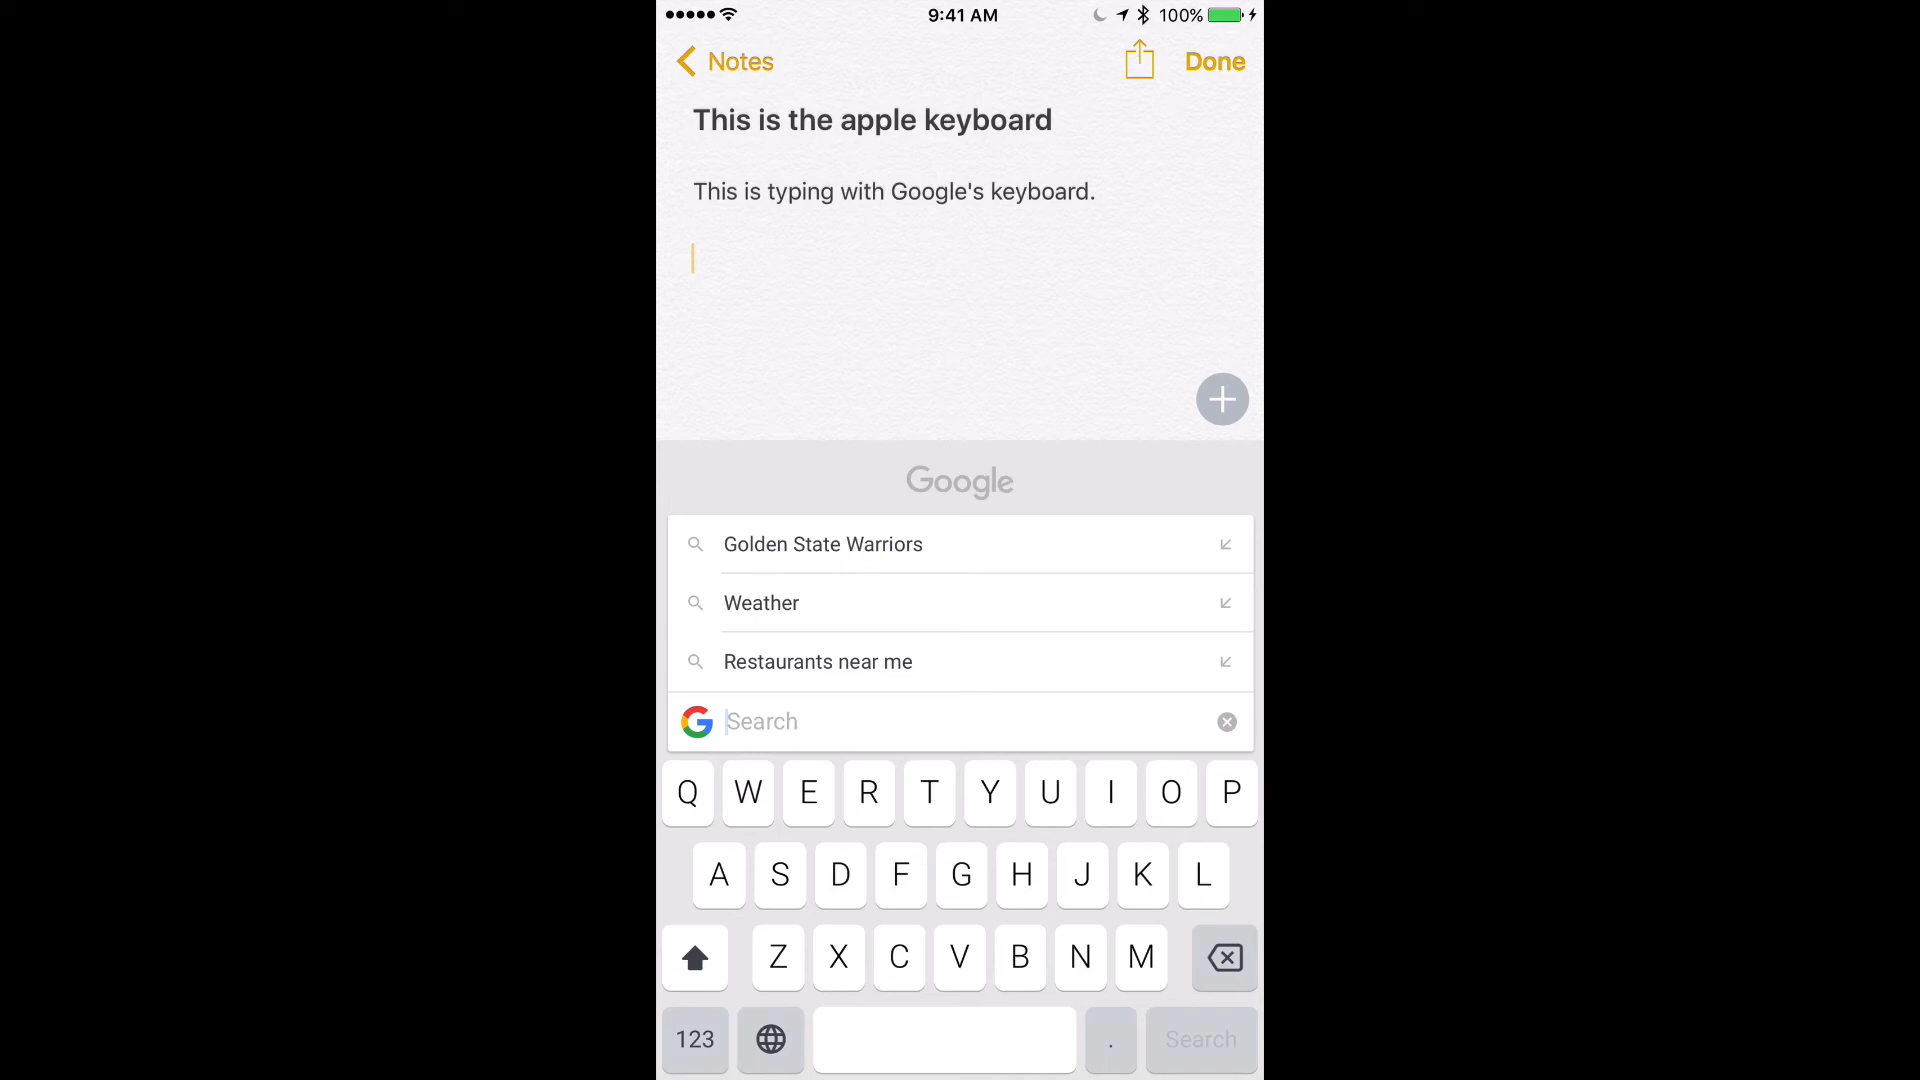 9:41 AM 100%
Notes Done
This is the apple keyboard
This is typing with Google's keyboard.
Google
Golden State Warriors
Weather
Restaurants near me
G Search
Q W E R T Y U I O P
A S D F G H J K L
Z X C V B N M
123 . Search